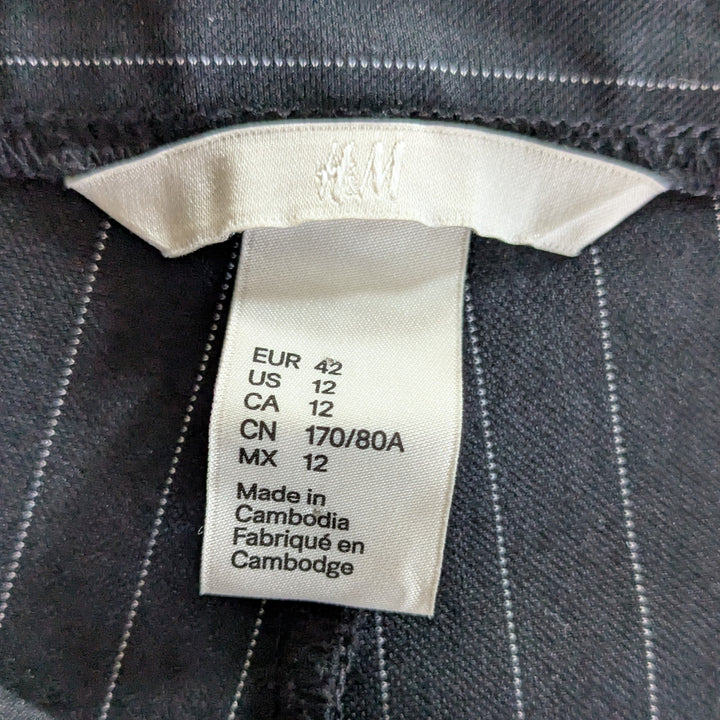 H&M
EUR 42
US 12
CA 12
CN 170/80A
MX 12
Made in
Cambodia
Fabriqué en
Cambodge